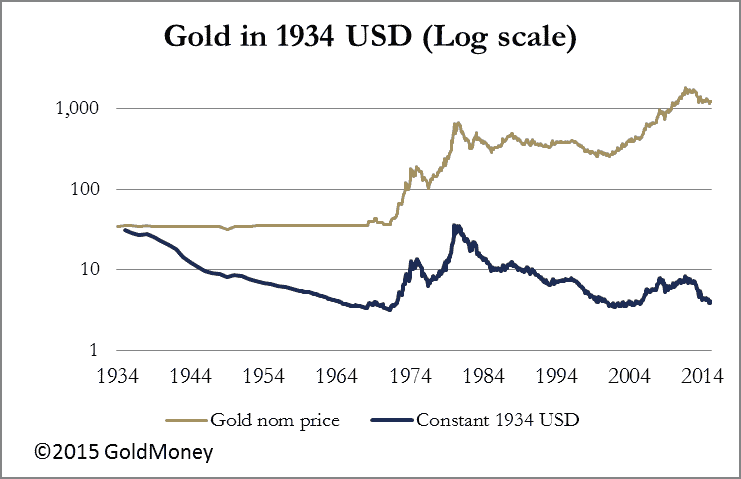 Gold in 1934 USD (Log scale)
1,000
100
10
1
1934 1944 1954 1964 1974 1984 1994 2004 2014
Gold nom price Constant 1934 USD
©2015 GoldMoney